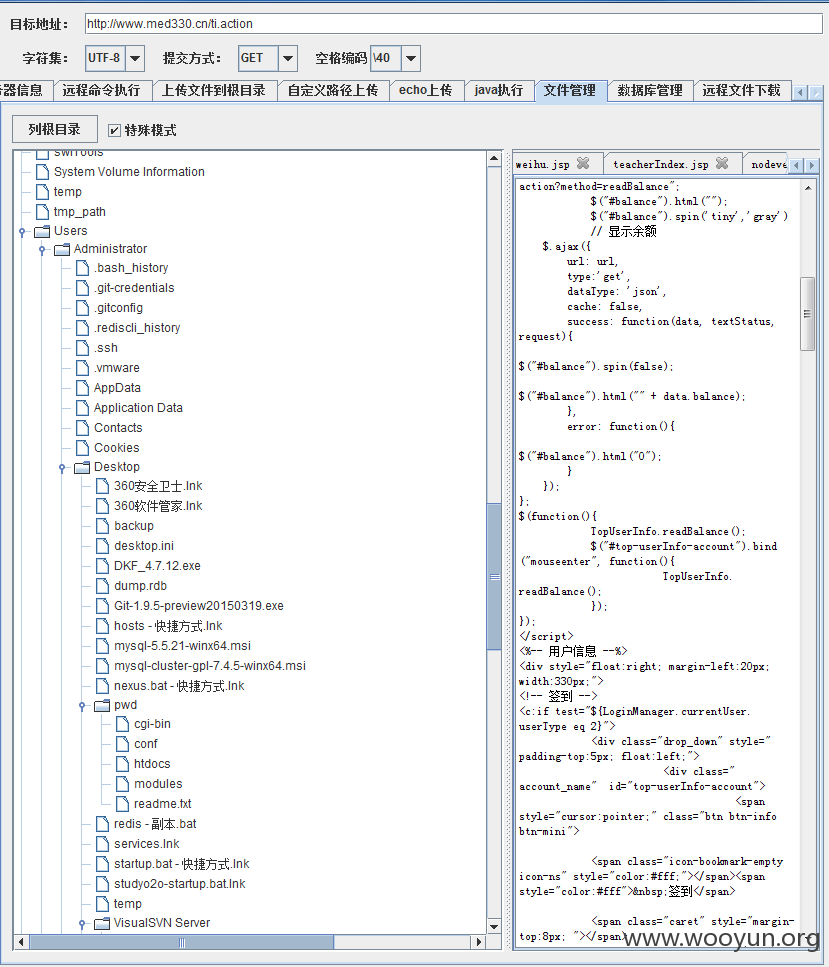 目标地址： http://www.med330.cn/ti.action
字符集： UTF-8 提交方式： GET 空格编码 \40
器信息 远程命令执行 上传文件到根目录 自定义路径上传 echo上传 java执行 文件管理 数据库管理 远程文件下载
列根目录 特殊模式
swfTools
System Volume Information
temp
tmp_path
Users
Administrator
.bash_history
.git-credentials
.gitconfig
.rediscli_history
.ssh
.vmware
AppData
Application Data
Contacts
Cookies
Desktop
360安全卫士.lnk
360软件管家.lnk
backup
desktop.ini
DKF_4.7.12.exe
dump.rdb
Git-1.9.5-preview20150319.exe
hosts - 快捷方式.lnk
mysql-5.5.21-winx64.msi
mysql-cluster-gpl-7.4.5-winx64.msi
nexus.bat - 快捷方式.lnk
pwd
cgi-bin
conf
htdocs
modules
readme.txt
redis - 副本.bat
services.lnk
startup.bat - 快捷方式.lnk
studyo2o-startup.bat.lnk
temp
VisualSVN Server
weihu.jsp teacherIndex.jsp nodeve
action?method=readBalance";
$("#balance").html("");
$("#balance").spin('tiny','gray')
// 显示余额
$.ajax({
url: url,
type:'get',
dataType: 'json',
cache: false,
success: function(data, textStatus,
request){
$("#balance").spin(false);
$("#balance").html("" + data.balance);
},
error: function(){
$("#balance").html("0");
}
});
};
$(function(){
TopUserInfo.readBalance();
$("#top-userInfo-account").bind
("mouseenter", function(){
TopUserInfo.
readBalance();
});
});
</script>
<%-- 用户信息 --%>
<div style="float:right; margin-left:20px;
width:330px;">
<!-- 签到 -->
<c:if test="${LoginManager.currentUser.
userType eq 2}">
<div class="drop_down" style="
padding-top:5px; float:left;">
<div class="
account_name" id="top-userInfo-account">
<span
style="cursor:pointer;" class="btn btn-info
btn-mini">
<span class="icon-bookmark-empty
icon-ns" style="color:#fff;"></span><span
style="color:#fff">&nbsp;签到</span>
<span class="caret" style="margin-
top:8px; "></span>
www.wooyun.org